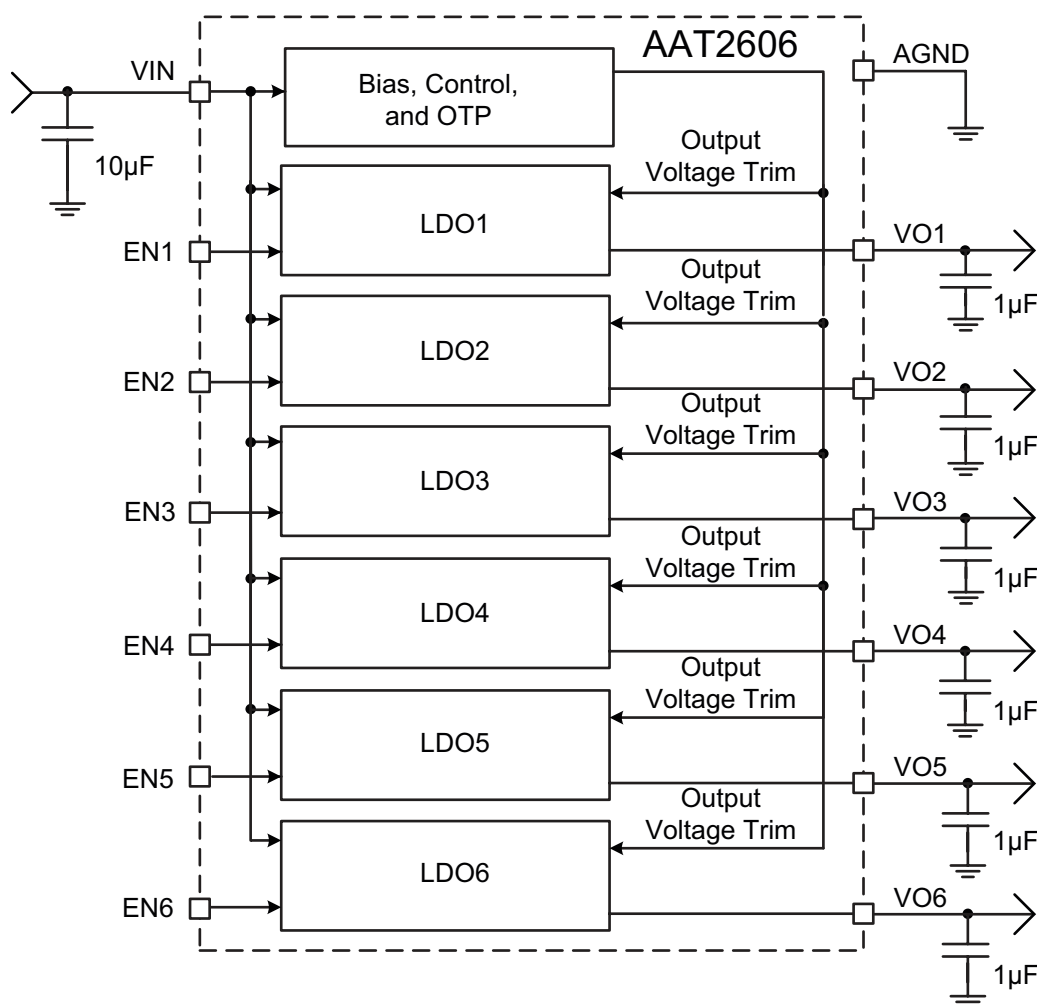 AAT2606
VIN
AGND
Bias, Control,
and OTP
10µF
Output
Voltage Trim
LDO1
EN1
VO1
1µF
Output
Voltage Trim
LDO2
EN2
VO2
1µF
Output
Voltage Trim
LDO3
EN3
VO3
1µF
Output
Voltage Trim
LDO4
EN4
VO4
1µF
Output
Voltage Trim
LDO5
EN5
VO5
1µF
Output
Voltage Trim
LDO6
EN6
VO6
1µF